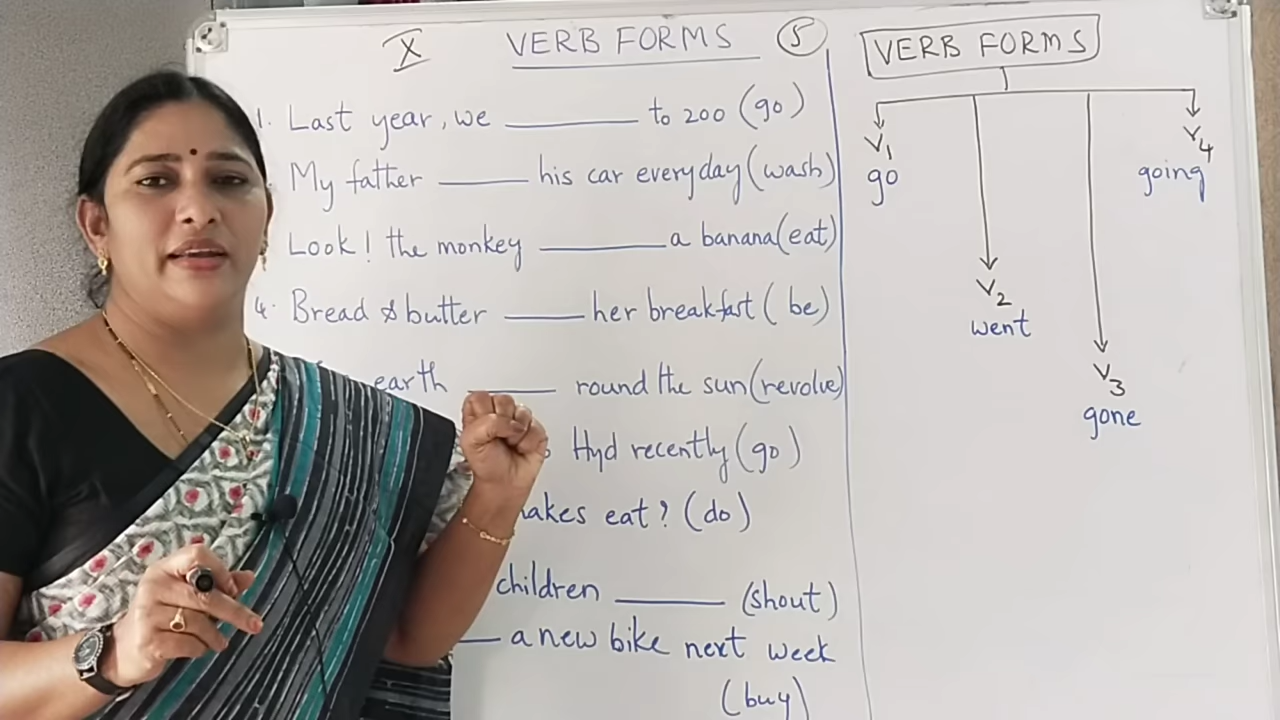 X VERB FORMS 5
1. Last year, we ________ to zoo (go)
My father ________ his car everyday (wash)
Look! the monkey ________ a banana (eat)
4. Bread & butter ________ her breakfast (be)
earth ________ round the sun (revolve)
Hyd recently (go)
eat? (do)
children ________ (shout)
a new bike next week
(buy)
VERB FORMS
V1
go
V2
went
V3
gone
V4
going